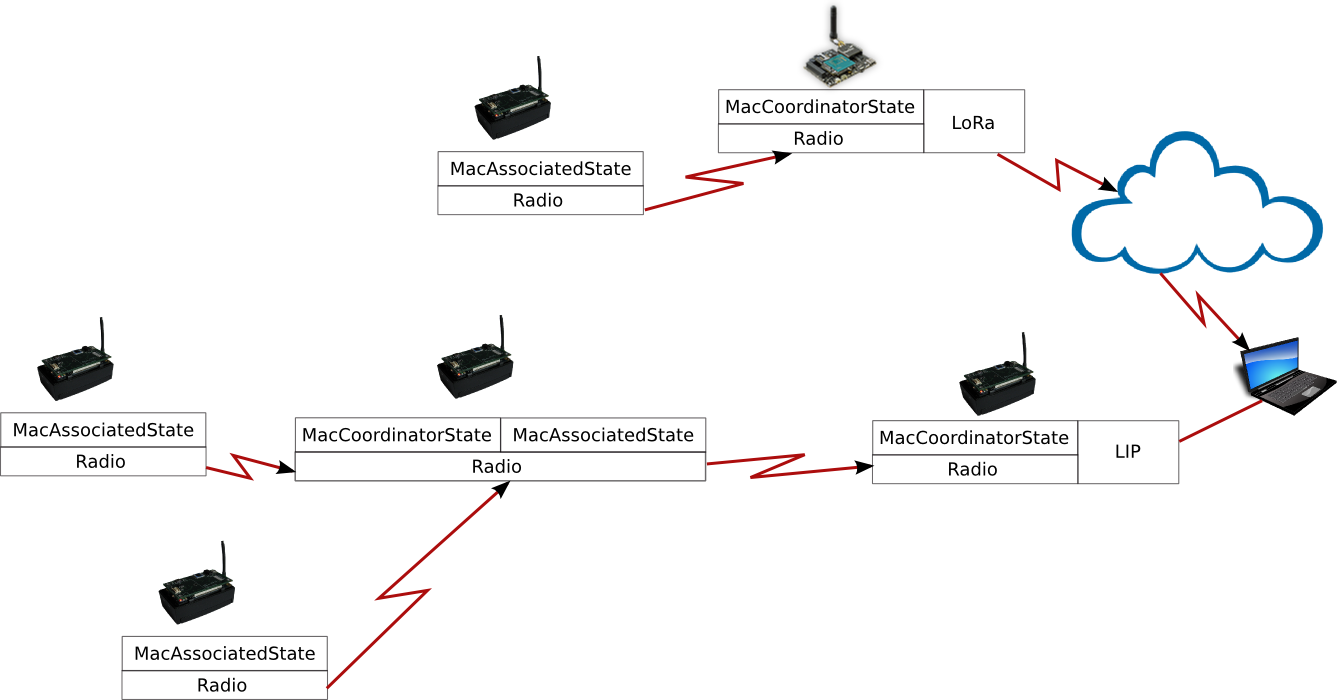 MacCoordinatorState
LoRa
Radio
MacAssociatedState
Radio
MacAssociatedState
Radio
MacCoordinatorState
MacAssociatedState
Radio
MacCoordinatorState
LIP
Radio
MacAssociatedState
Radio